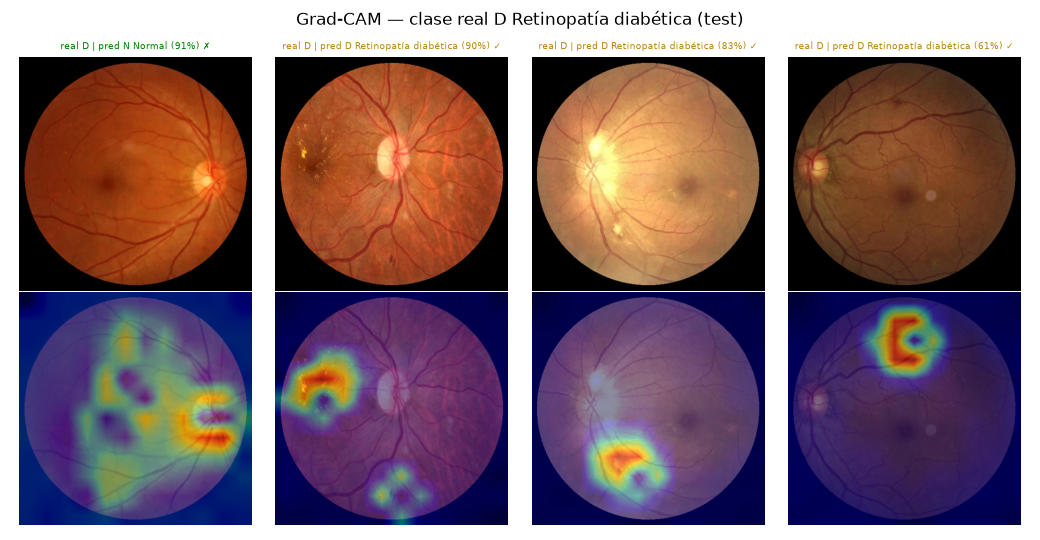 Grad-CAM — clase real D Retinopatía diabética (test)
real D | pred N Normal (91%) ✗
real D | pred D Retinopatía diabética (90%) ✓
real D | pred D Retinopatía diabética (83%) ✓
real D | pred D Retinopatía diabética (61%) ✓